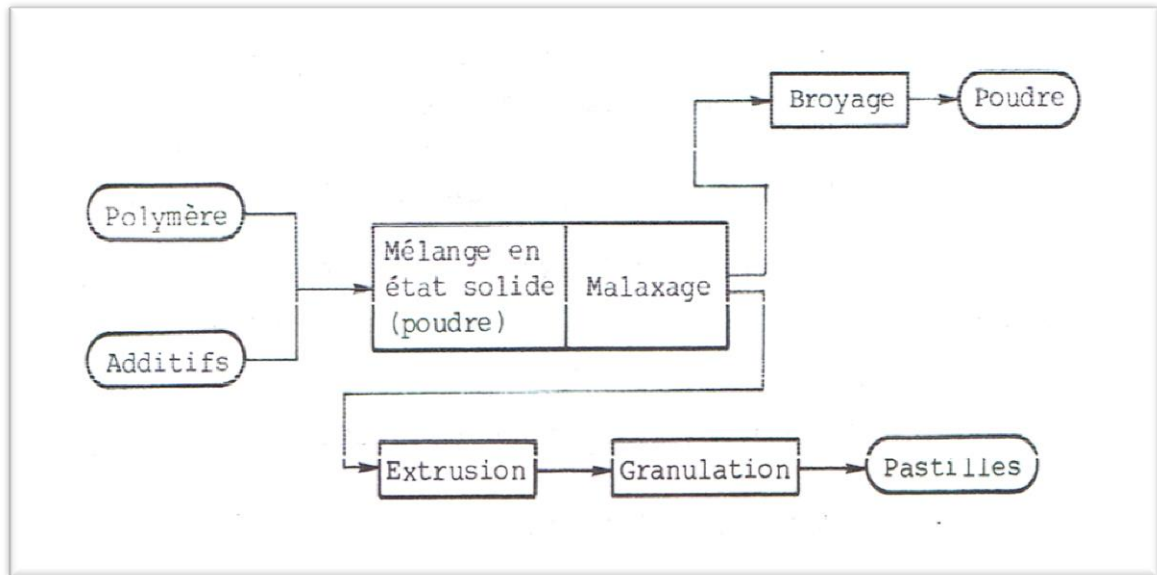 Polymère
Additifs
Mélange en
état solide
(poudre)
Malaxage
Broyage
Poudre
Extrusion
Granulation
Pastilles